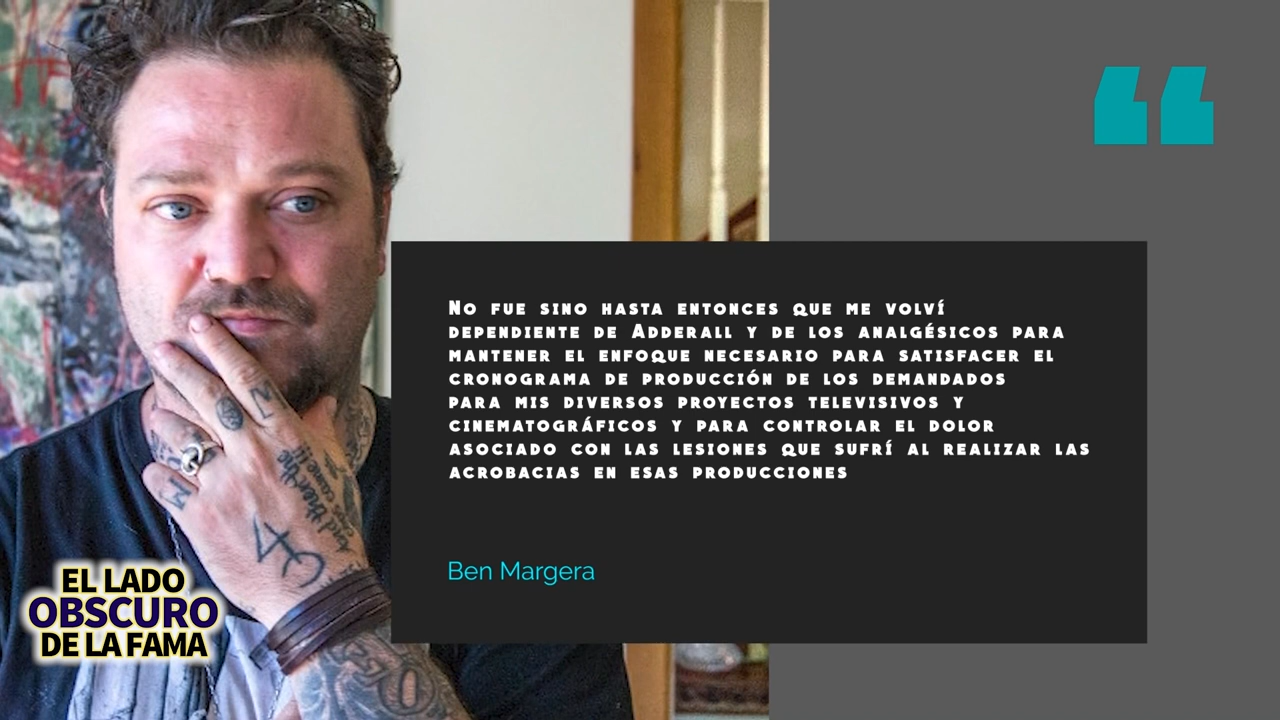 No fue sino hasta entonces que me volví
dependiente de Adderall y de los analgésicos para
mantener el enfoque necesario para satisfacer el
cronograma de producción de los demandados
para mis diversos proyectos televisivos y
cinematográficos y para controlar el dolor
asociado con las lesiones que sufrí al realizar las
acrobacias en esas producciones
Ben Margera
EL LADO
OBSCURO
DE LA FAMA